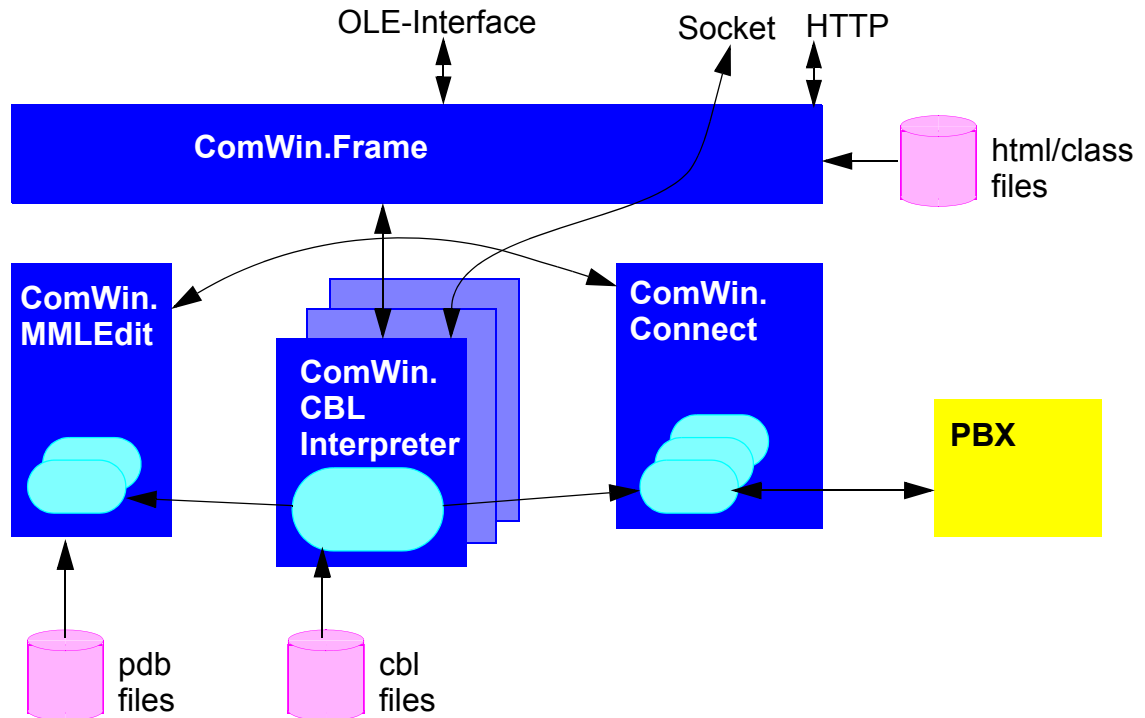 OLE-Interface
Socket
HTTP
ComWin.Frame
html/class
files
ComWin.
MMLEdit
ComWin.
CBL
Interpreter
ComWin.
Connect
PBX
pdb
files
cbl
files